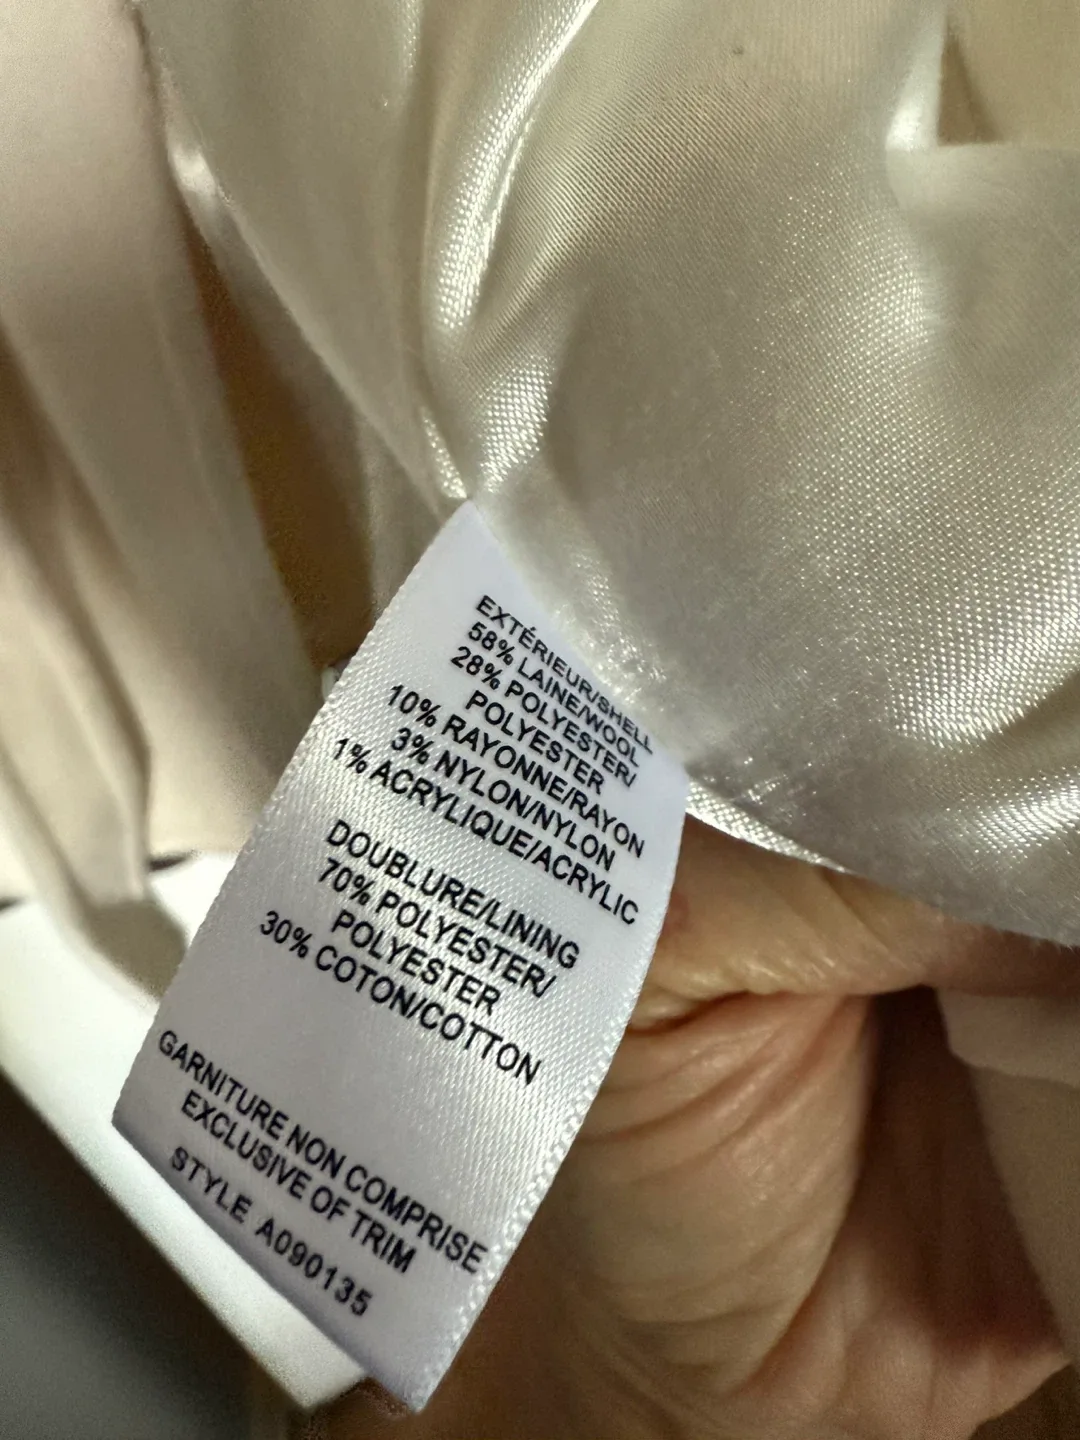 EXTÉRIEUR/SHELL
58% LAINE/WOOL
28% POLYESTER/
POLYESTER
10% RAYONNE/RAYON
3% NYLON/NYLON
1% ACRYLIQUE/ACRYLIC
DOUBLURE/LINING
70% POLYESTER/
POLYESTER
30% COTON/COTTON
GARNITURE NON COMPRISE
EXCLUSIVE OF TRIM
STYLE A090135